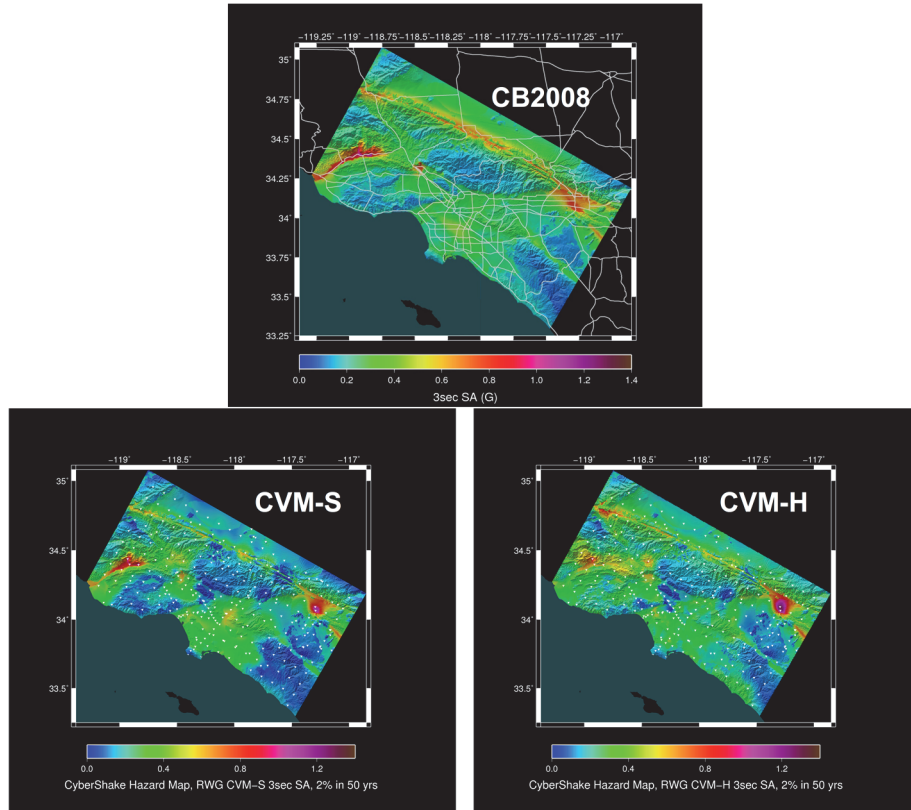 −119.25˚ −119˚ −118.75˚ −118.5˚ −118.25˚ −118˚ −117.75˚ −117.5˚ −117.25˚ −117˚
CB2008
35˚
34.75˚
34.5˚
34.25˚
34˚
33.75˚
33.5˚
33.25˚
0.0 0.2 0.4 0.6 0.8 1.0 1.2 1.4
3sec SA (G)
−119˚ −118.5˚ −118˚ −117.5˚ −117˚
CVM-S
35˚
34.5˚
34˚
33.5˚
0.0 0.4 0.8 1.2
CyberShake Hazard Map, RWG CVM−S 3sec SA, 2% in 50 yrs
−119˚ −118.5˚ −118˚ −117.5˚ −117˚
CVM-H
35˚
34.5˚
34˚
33.5˚
0.0 0.4 0.8 1.2
CyberShake Hazard Map, RWG CVM−H 3sec SA, 2% in 50 yrs